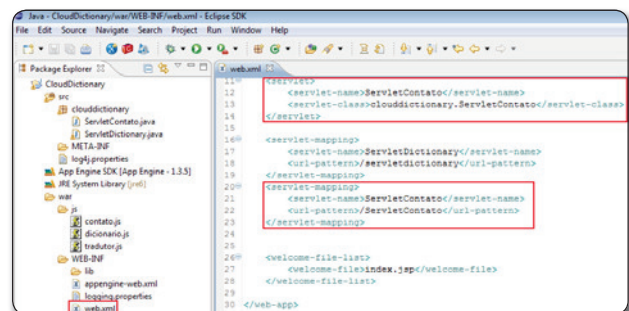 Java - CloudDictionary/war/WEB-INF/web.xml - Eclipse SDK
File Edit Source Navigate Search Project Run Window Help
Package Explorer
CloudDictionary
src
clouddictionary
ServletContato.java
ServletDictionary.java
META-INF
log4j.properties
App Engine SDK [App Engine - 1.3.5]
JRE System Library [jre6]
war
js
contato.js
dicionario.js
tradutor.js
WEB-INF
lib
appengine-web.xml
logging.properties
web.xml
web.xml
11 <servlet>
12 <servlet-name>ServletContato</servlet-name>
13 <servlet-class>clouddictionary.ServletContato</servlet-class>
14 </servlet>
15
16 <servlet-mapping>
17 <servlet-name>ServletDictionary</servlet-name>
18 <url-pattern>/servletdictionary</url-pattern>
19 </servlet-mapping>
20 <servlet-mapping>
21 <servlet-name>ServletContato</servlet-name>
22 <url-pattern>/ServletContato</url-pattern>
23 </servlet-mapping>
24
25
26 <welcome-file-list>
27 <welcome-file>index.jsp</welcome-file>
28 </welcome-file-list>
29
30 </web-app>